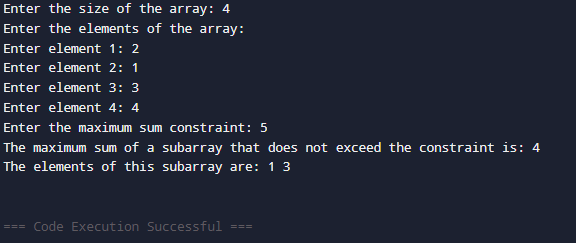 Enter the size of the array: 4
Enter the elements of the array:
Enter element 1: 2
Enter element 2: 1
Enter element 3: 3
Enter element 4: 4
Enter the maximum sum constraint: 5
The maximum sum of a subarray that does not exceed the constraint is: 4
The elements of this subarray are: 1 3
=== Code Execution Successful ===